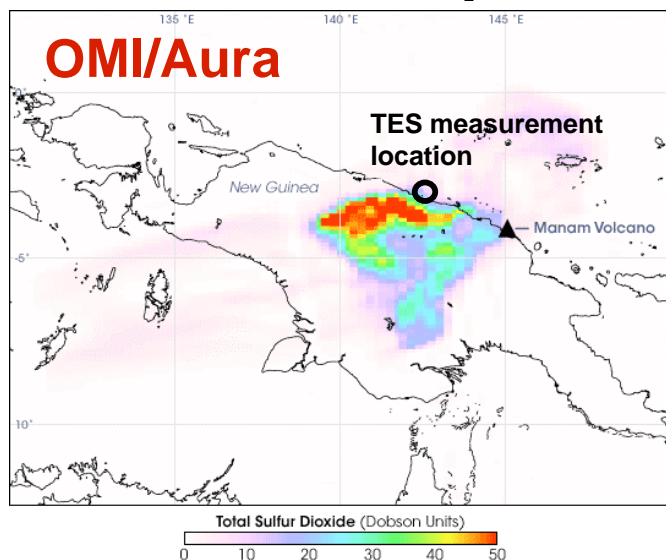 135 °E 140 °E 145 °E
OMI/Aura
0°
TES measurement
location
New Guinea
Manam Volcano
-5°
10°
Total Sulfur Dioxide (Dobson Units)
0 10 20 30 40 50